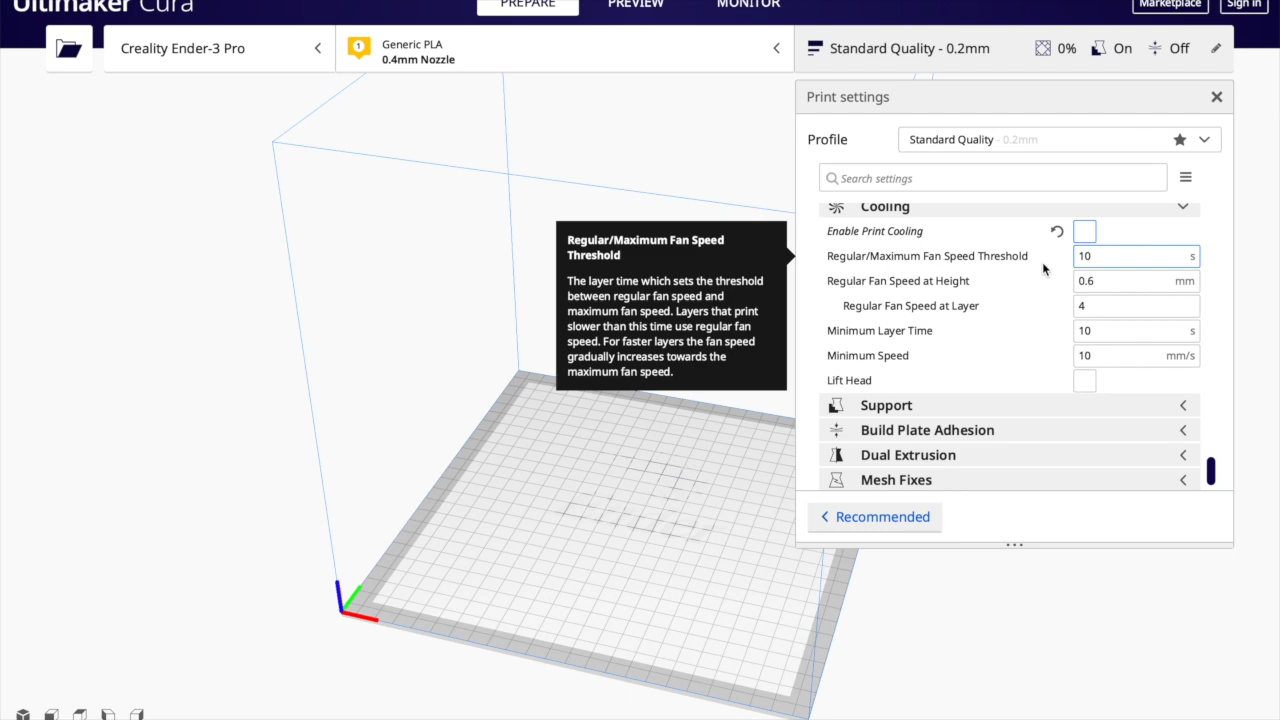 Ultimaker Cura
PREPARE
PREVIEW
MONITOR
Marketplace
Sign in
Creality Ender-3 Pro
1
Generic PLA
0.4mm Nozzle
Standard Quality - 0.2mm
0%
On
Off
Print settings
Profile
Standard Quality - 0.2mm
Search settings
Cooling
Enable Print Cooling
Regular/Maximum Fan Speed Threshold
10 s
Regular Fan Speed at Height
0.6 mm
Regular Fan Speed at Layer
4
Minimum Layer Time
10 s
Minimum Speed
10 mm/s
Lift Head
Support
Build Plate Adhesion
Dual Extrusion
Mesh Fixes
Recommended
Regular/Maximum Fan Speed
Threshold
The layer time which sets the threshold
between regular fan speed and
maximum fan speed. Layers that print
slower than this time use regular fan
speed. For faster layers the fan speed
gradually increases towards the
maximum fan speed.